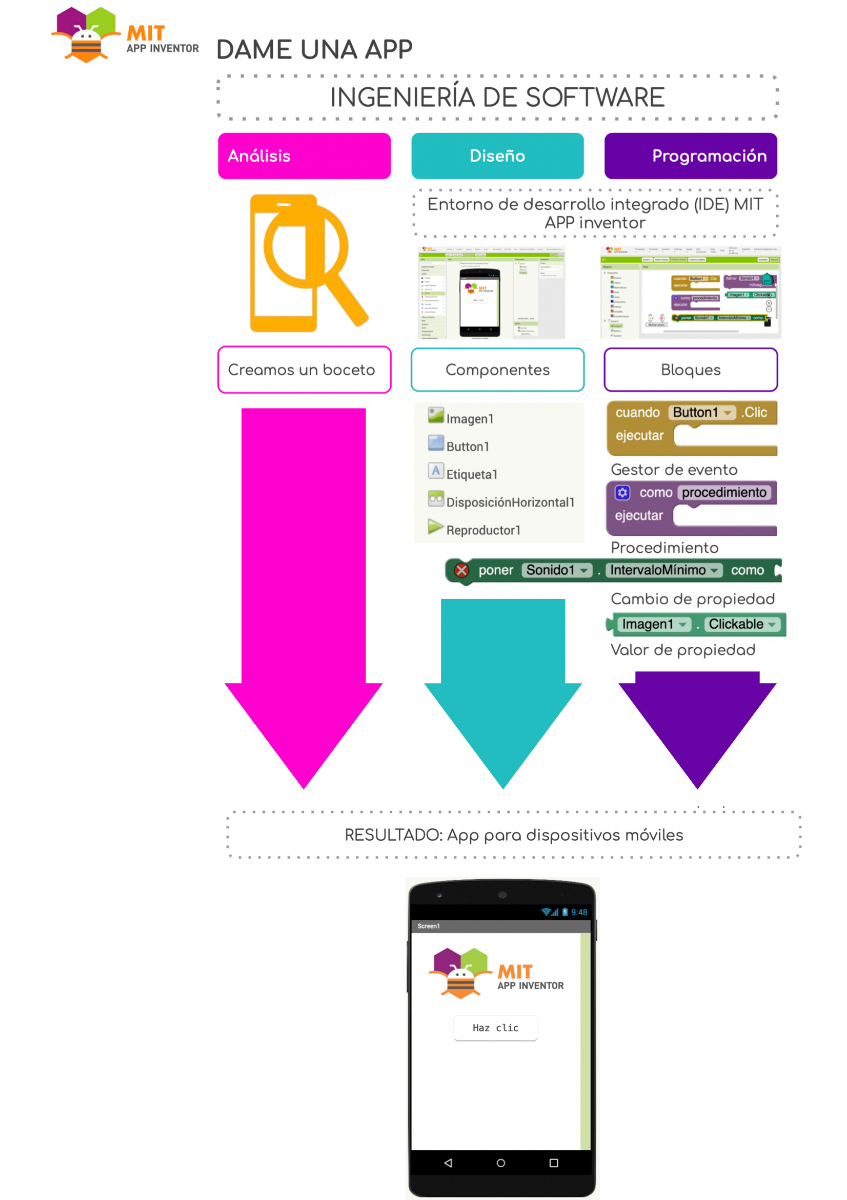 MIT
APP INVENTOR
DAME UNA APP
INGENIERÍA DE SOFTWARE
Análisis
Diseño
Programación
Entorno de desarrollo integrado (IDE) MIT
APP inventor
Creamos un boceto
Componentes
Bloques
Imagen1
Button1
Etiqueta1
DisposiciónHorizontal1
Reproductor1
cuando Button1 .Clic
ejecutar
Gestor de evento
como procedimiento
ejecutar
Procedimiento
poner Sonido1 . IntervaloMínimo como
Cambio de propiedad
Imagen1 . Clickable
Valor de propiedad
RESULTADO: App para dispositivos móviles
9:48
Screen1
MIT
APP INVENTOR
Haz clic